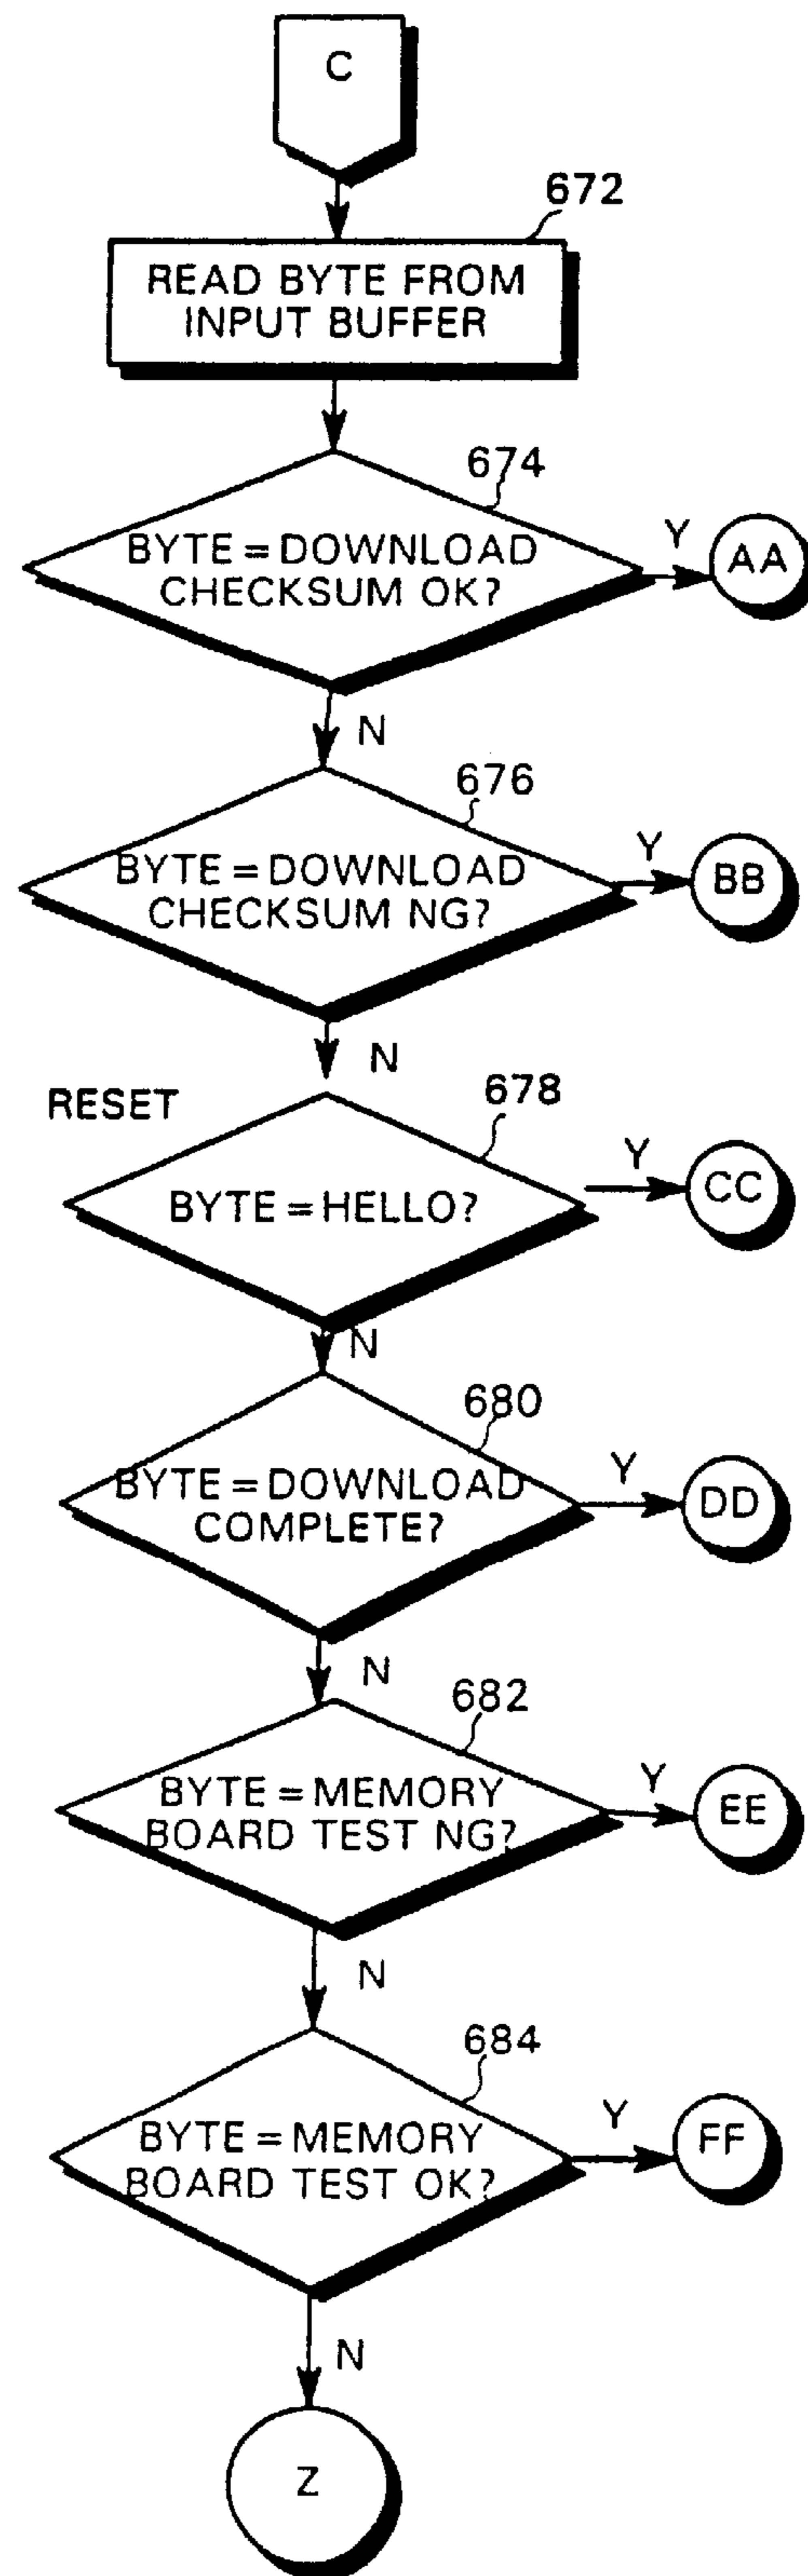 C
672
READ BYTE FROM
INPUT BUFFER
674
BYTE = DOWNLOAD
CHECKSUM OK?
Y
AA
N
676
BYTE = DOWNLOAD
CHECKSUM NG?
Y
BB
N
RESET
678
BYTE = HELLO?
Y
CC
N
680
BYTE = DOWNLOAD
COMPLETE?
Y
DD
N
682
BYTE = MEMORY
BOARD TEST NG?
Y
EE
N
684
BYTE = MEMORY
BOARD TEST OK?
Y
FF
N
Z